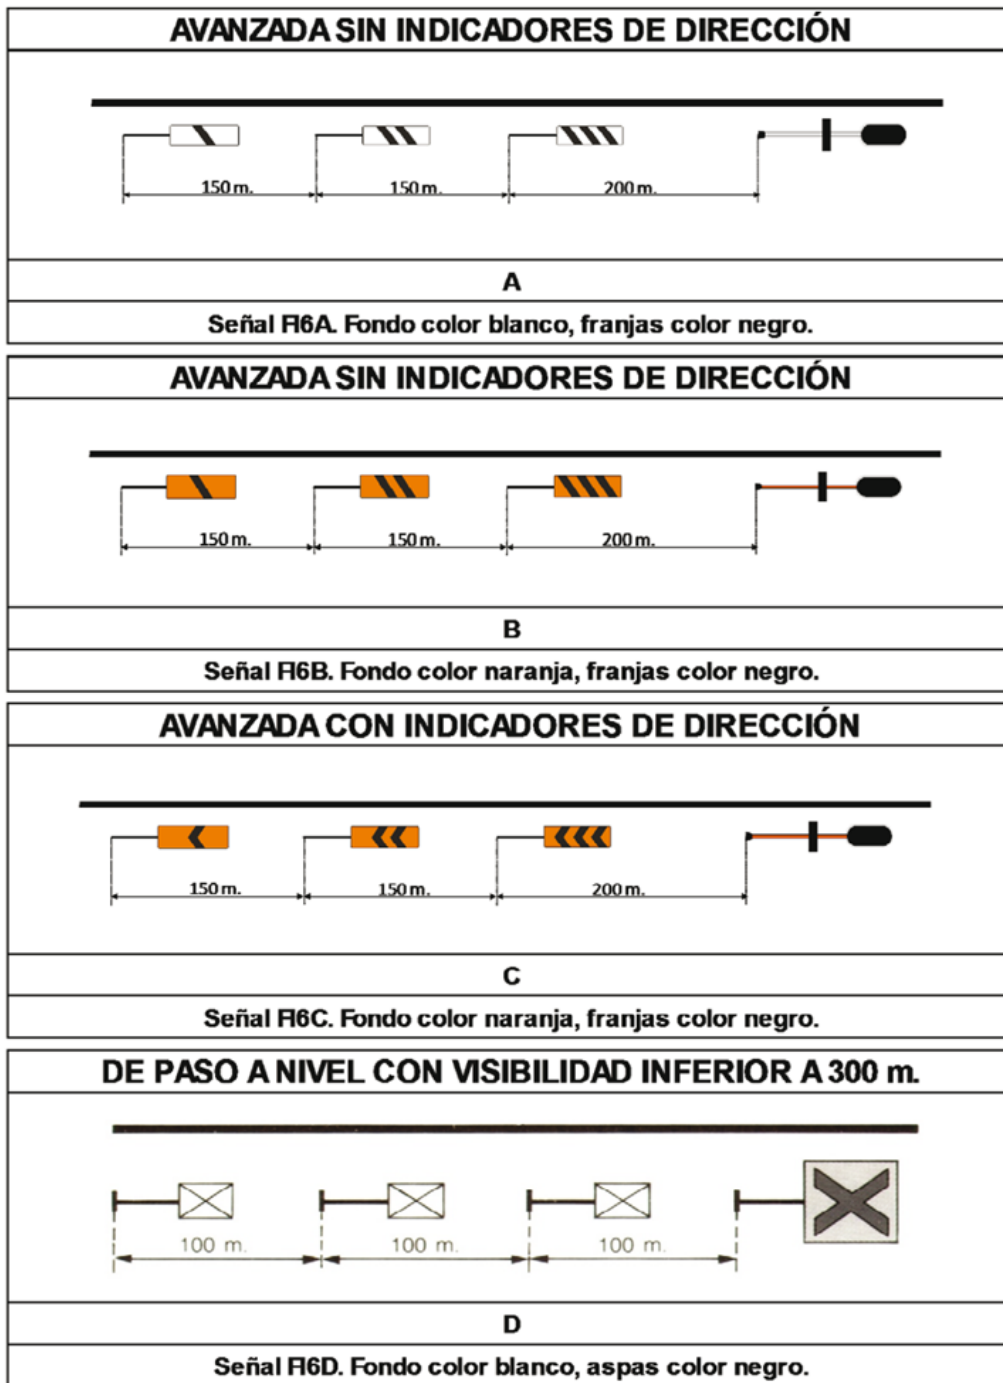 AVANZADA SIN INDICADORES DE DIRECCIÓN
150 m. 150 m. 200 m.
A
Señal FI6A. Fondo color blanco, franjas color negro.
AVANZADA SIN INDICADORES DE DIRECCIÓN
150 m. 150 m. 200 m.
B
Señal FI6B. Fondo color naranja, franjas color negro.
AVANZADA CON INDICADORES DE DIRECCIÓN
150 m. 150 m. 200 m.
C
Señal FI6C. Fondo color naranja, franjas color negro.
DE PASO A NIVEL CON VISIBILIDAD INFERIOR A 300 m.
100 m. 100 m. 100 m.
D
Señal FI6D. Fondo color blanco, aspas color negro.